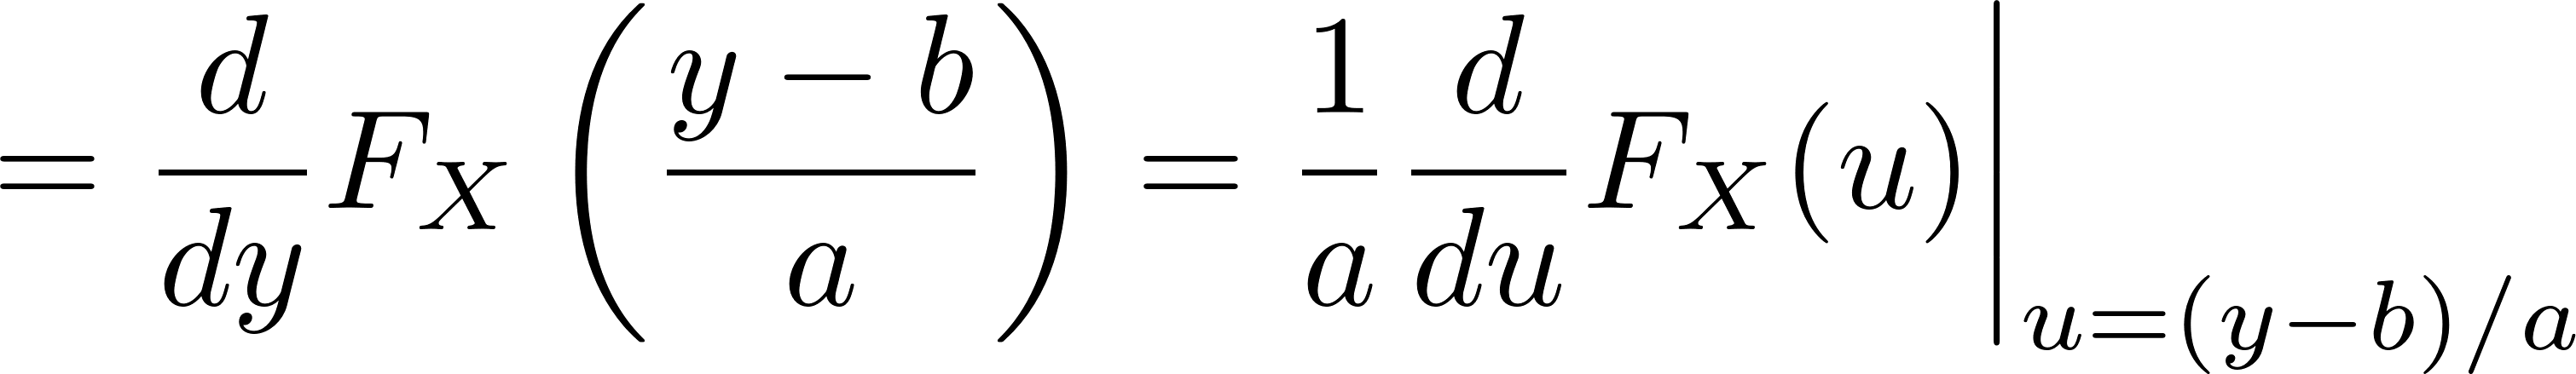 $= \frac{d}{dy} F_X \left( \frac{y-b}{a} \right) = \frac{1}{a} \frac{d}{du} F_X(u) \Big|_{u=(y-b)/a}$